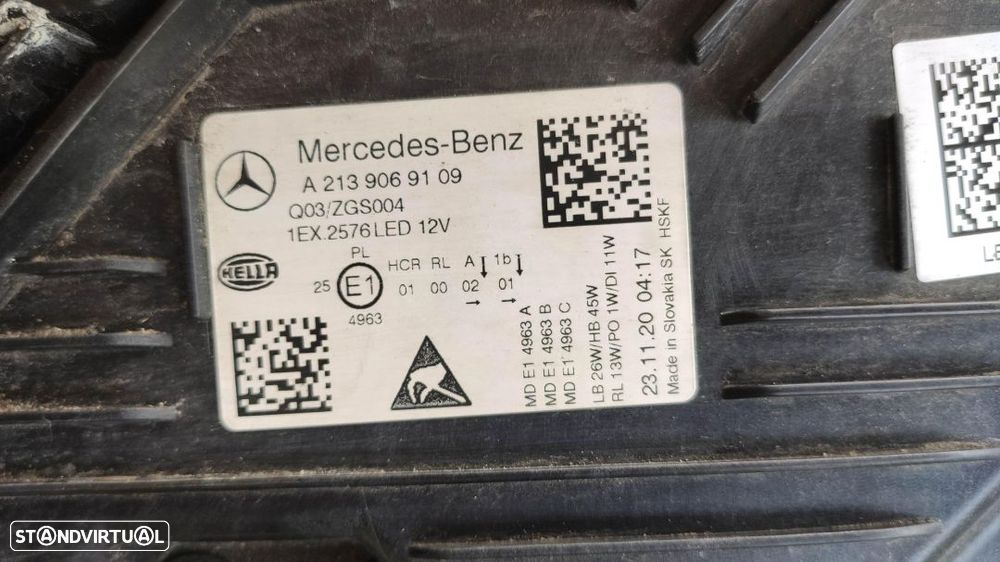 Mercedes-Benz
A 213 906 91 09
Q03/ZGS004
1EX.2576 LED 12V
HELLA
PL
25 E1
4963
HCR RL A 1b
01 00 02 01
MD E1 4963 A
MD E1 4963 B
MD E1 4963 C
LB 26W/HB 45W
RL 13W/PO 1W/DI 11W
23.11.20 04:17
Made in Slovakia SK HSKF
STANDVIRTUAL